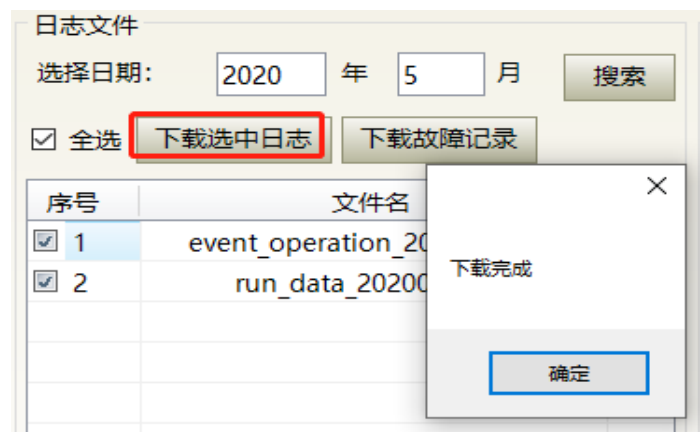 日志文件
选择日期： 2020 年 5 月 搜索
全选 下载选中日志 下载故障记录
序号 文件名
1 event_operation_20
2 run_data_2020
下载完成
确定